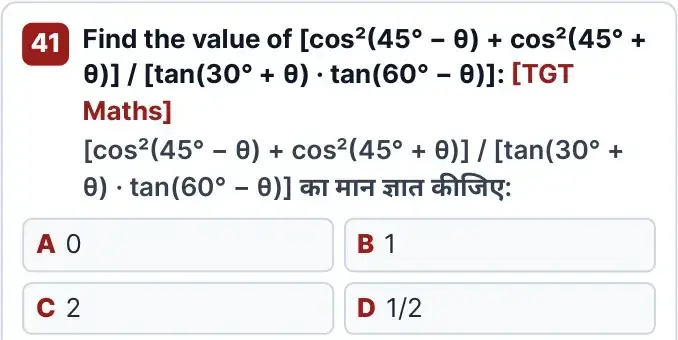 41 Find the value of [cos²(45° − θ) + cos²(45° +
θ)] / [tan(30° + θ) · tan(60° − θ)]: [TGT
Maths]
[cos²(45° − θ) + cos²(45° + θ)] / [tan(30° +
θ) · tan(60° − θ)] का मान ज्ञात कीजिए:
A 0
B 1
C 2
D 1/2